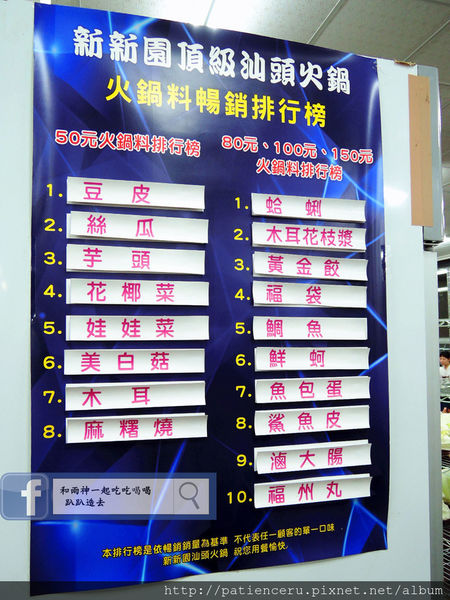 新新園頂級汕頭火鍋
火鍋料暢銷排行榜
50元火鍋料排行榜
1. 豆皮
2. 絲瓜
3. 芋頭
4. 花椰菜
5. 娃娃菜
6. 美白菇
7. 木耳
8. 麻糬燒
80元、100元、150元
火鍋料排行榜
1. 蛤蜊
2. 木耳花枝漿
3. 黃金餃
4. 福袋
5. 鯛魚
6. 鮮蚵
7. 魚包蛋
8. 鯊魚皮
9. 滷大腸
10. 福州丸
f
和雨神一起吃吃喝喝
趴趴造去
本排行榜是依暢銷銷量為基準 不代表任一顧客的單一口味
新新園汕頭火鍋 祝您用餐愉快
http://patienceru.pixnet.net/album